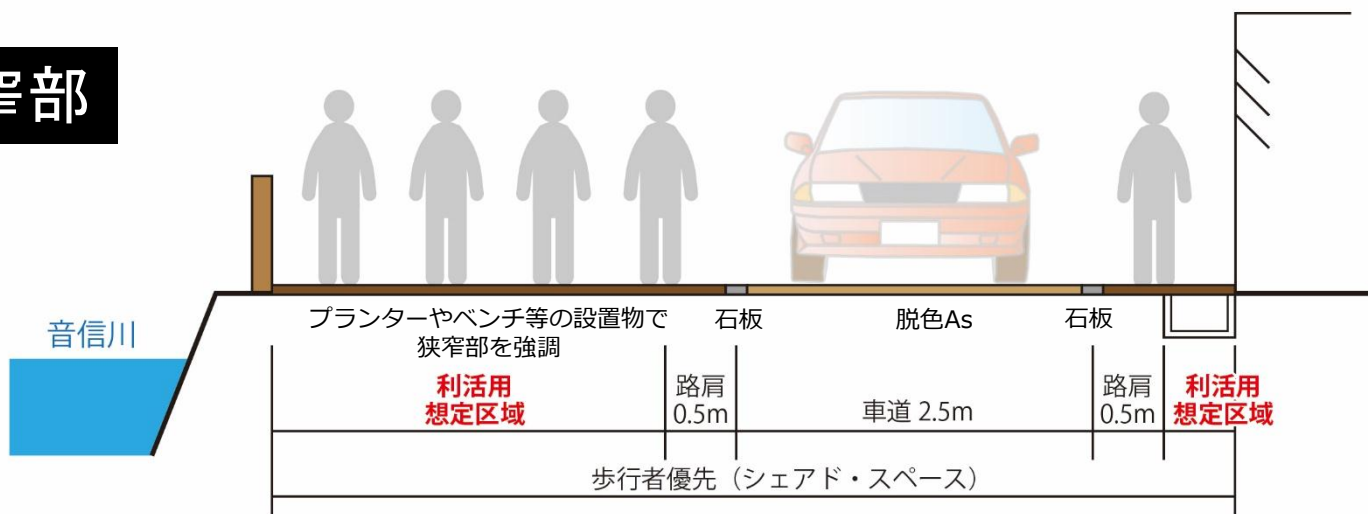 窄部
音信川
プランターやベンチ等の設置物で
狭窄部を強調
石板
脱色As
石板
利活用
想定区域
路肩
0.5m
車道 2.5m
路肩
0.5m
利活用
想定区域
歩行者優先（シェアド・スペース）